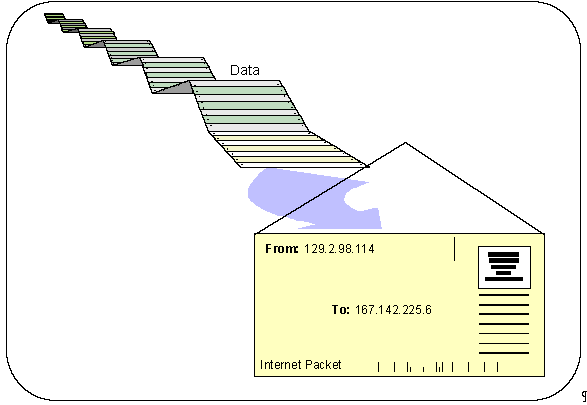 Data
From: 129.2.98.114
To: 167.142.225.6
Internet Packet
¶